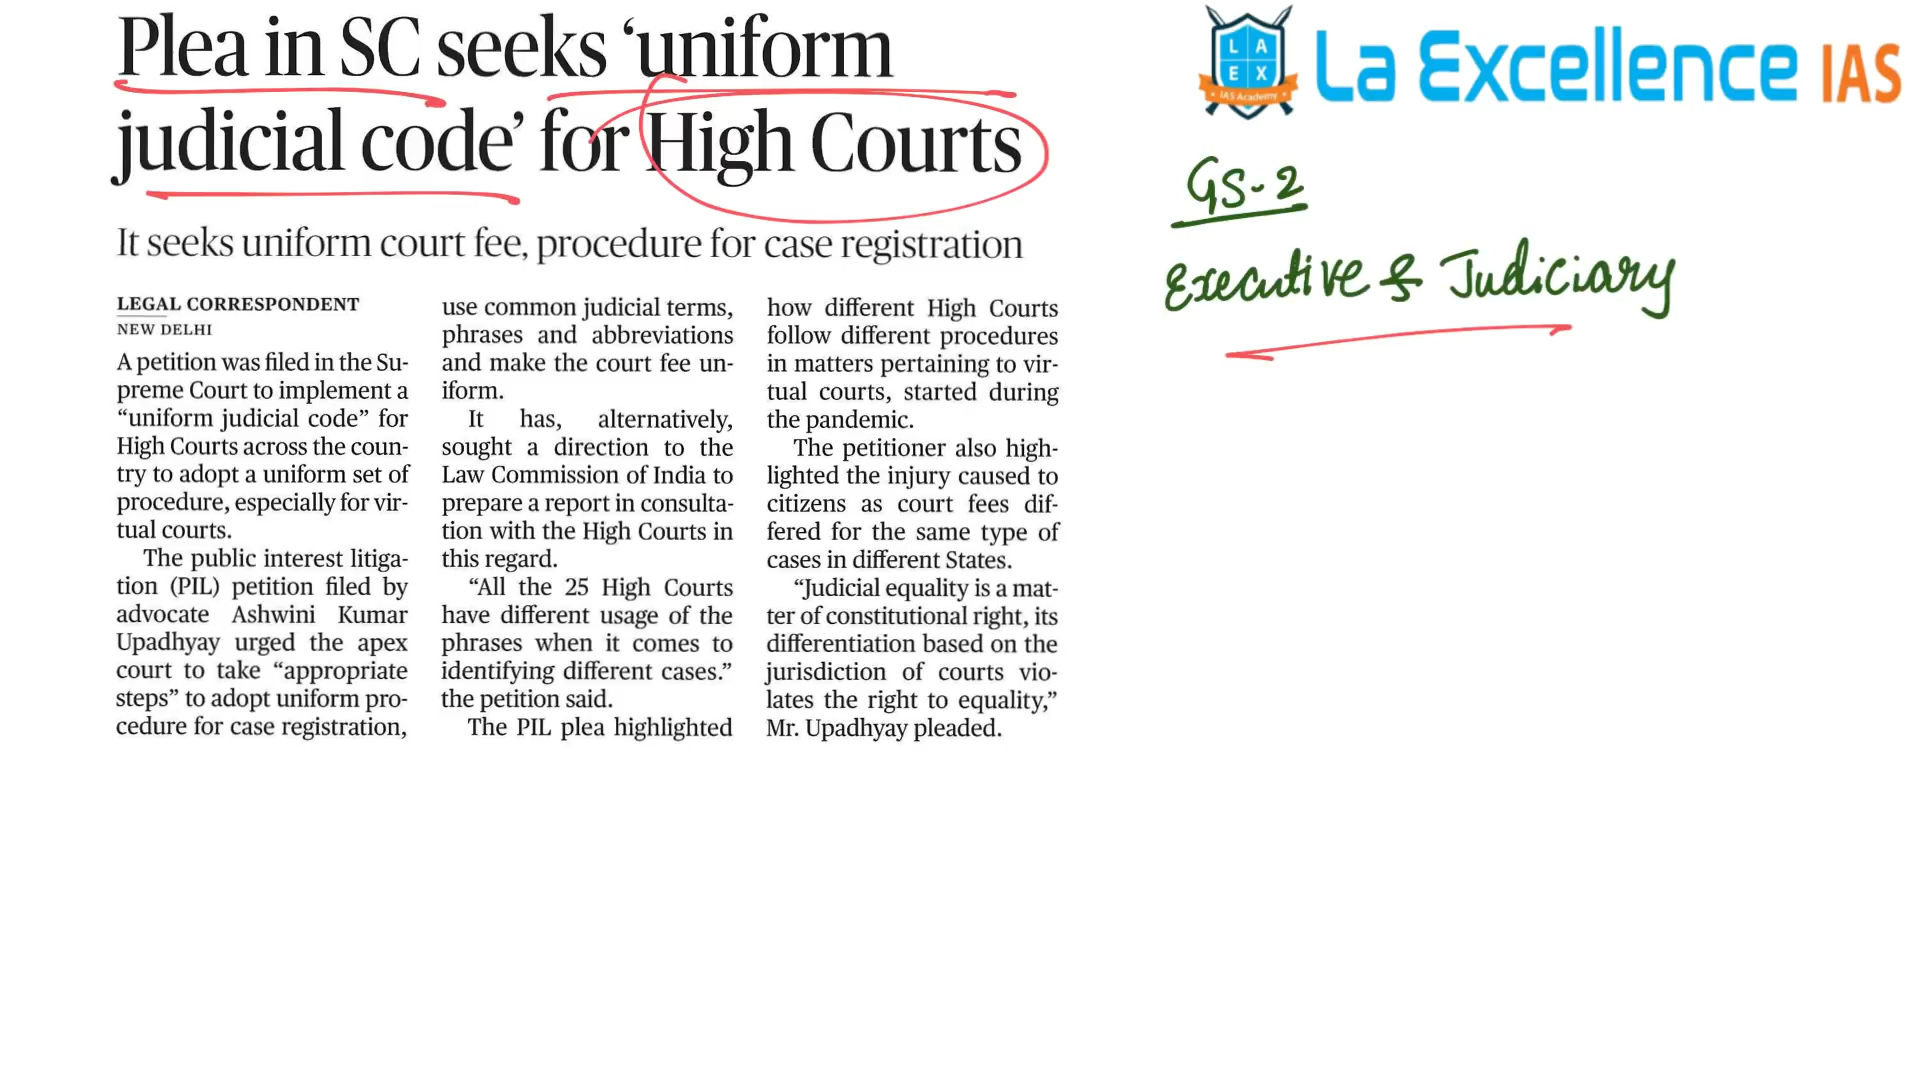 Plea in SC seeks ‘uniform
judicial code’ for High Courts
It seeks uniform court fee, procedure for case registration
LEGAL CORRESPONDENT
NEW DELHI
A petition was filed in the Su-
preme Court to implement a
“uniform judicial code” for
High Courts across the coun-
try to adopt a uniform set of
procedure, especially for vir-
tual courts.
The public interest litiga-
tion (PIL) petition filed by
advocate Ashwini Kumar
Upadhyay urged the apex
court to take “appropriate
steps” to adopt uniform pro-
cedure for case registration,
use common judicial terms,
phrases and abbreviations
and make the court fee un-
iform.
It has, alternatively,
sought a direction to the
Law Commission of India to
prepare a report in consulta-
tion with the High Courts in
this regard.
“All the 25 High Courts
have different usage of the
phrases when it comes to
identifying different cases.”
the petition said.
The PIL plea highlighted
how different High Courts
follow different procedures
in matters pertaining to vir-
tual courts, started during
the pandemic.
The petitioner also high-
lighted the injury caused to
citizens as court fees dif-
fered for the same type of
cases in different States.
“Judicial equality is a mat-
ter of constitutional right, its
differentiation based on the
jurisdiction of courts vio-
lates the right to equality,”
Mr. Upadhyay pleaded.
L A
E X
IAS Academy
La Excellence IAS
GS-2
Executive & Judiciary